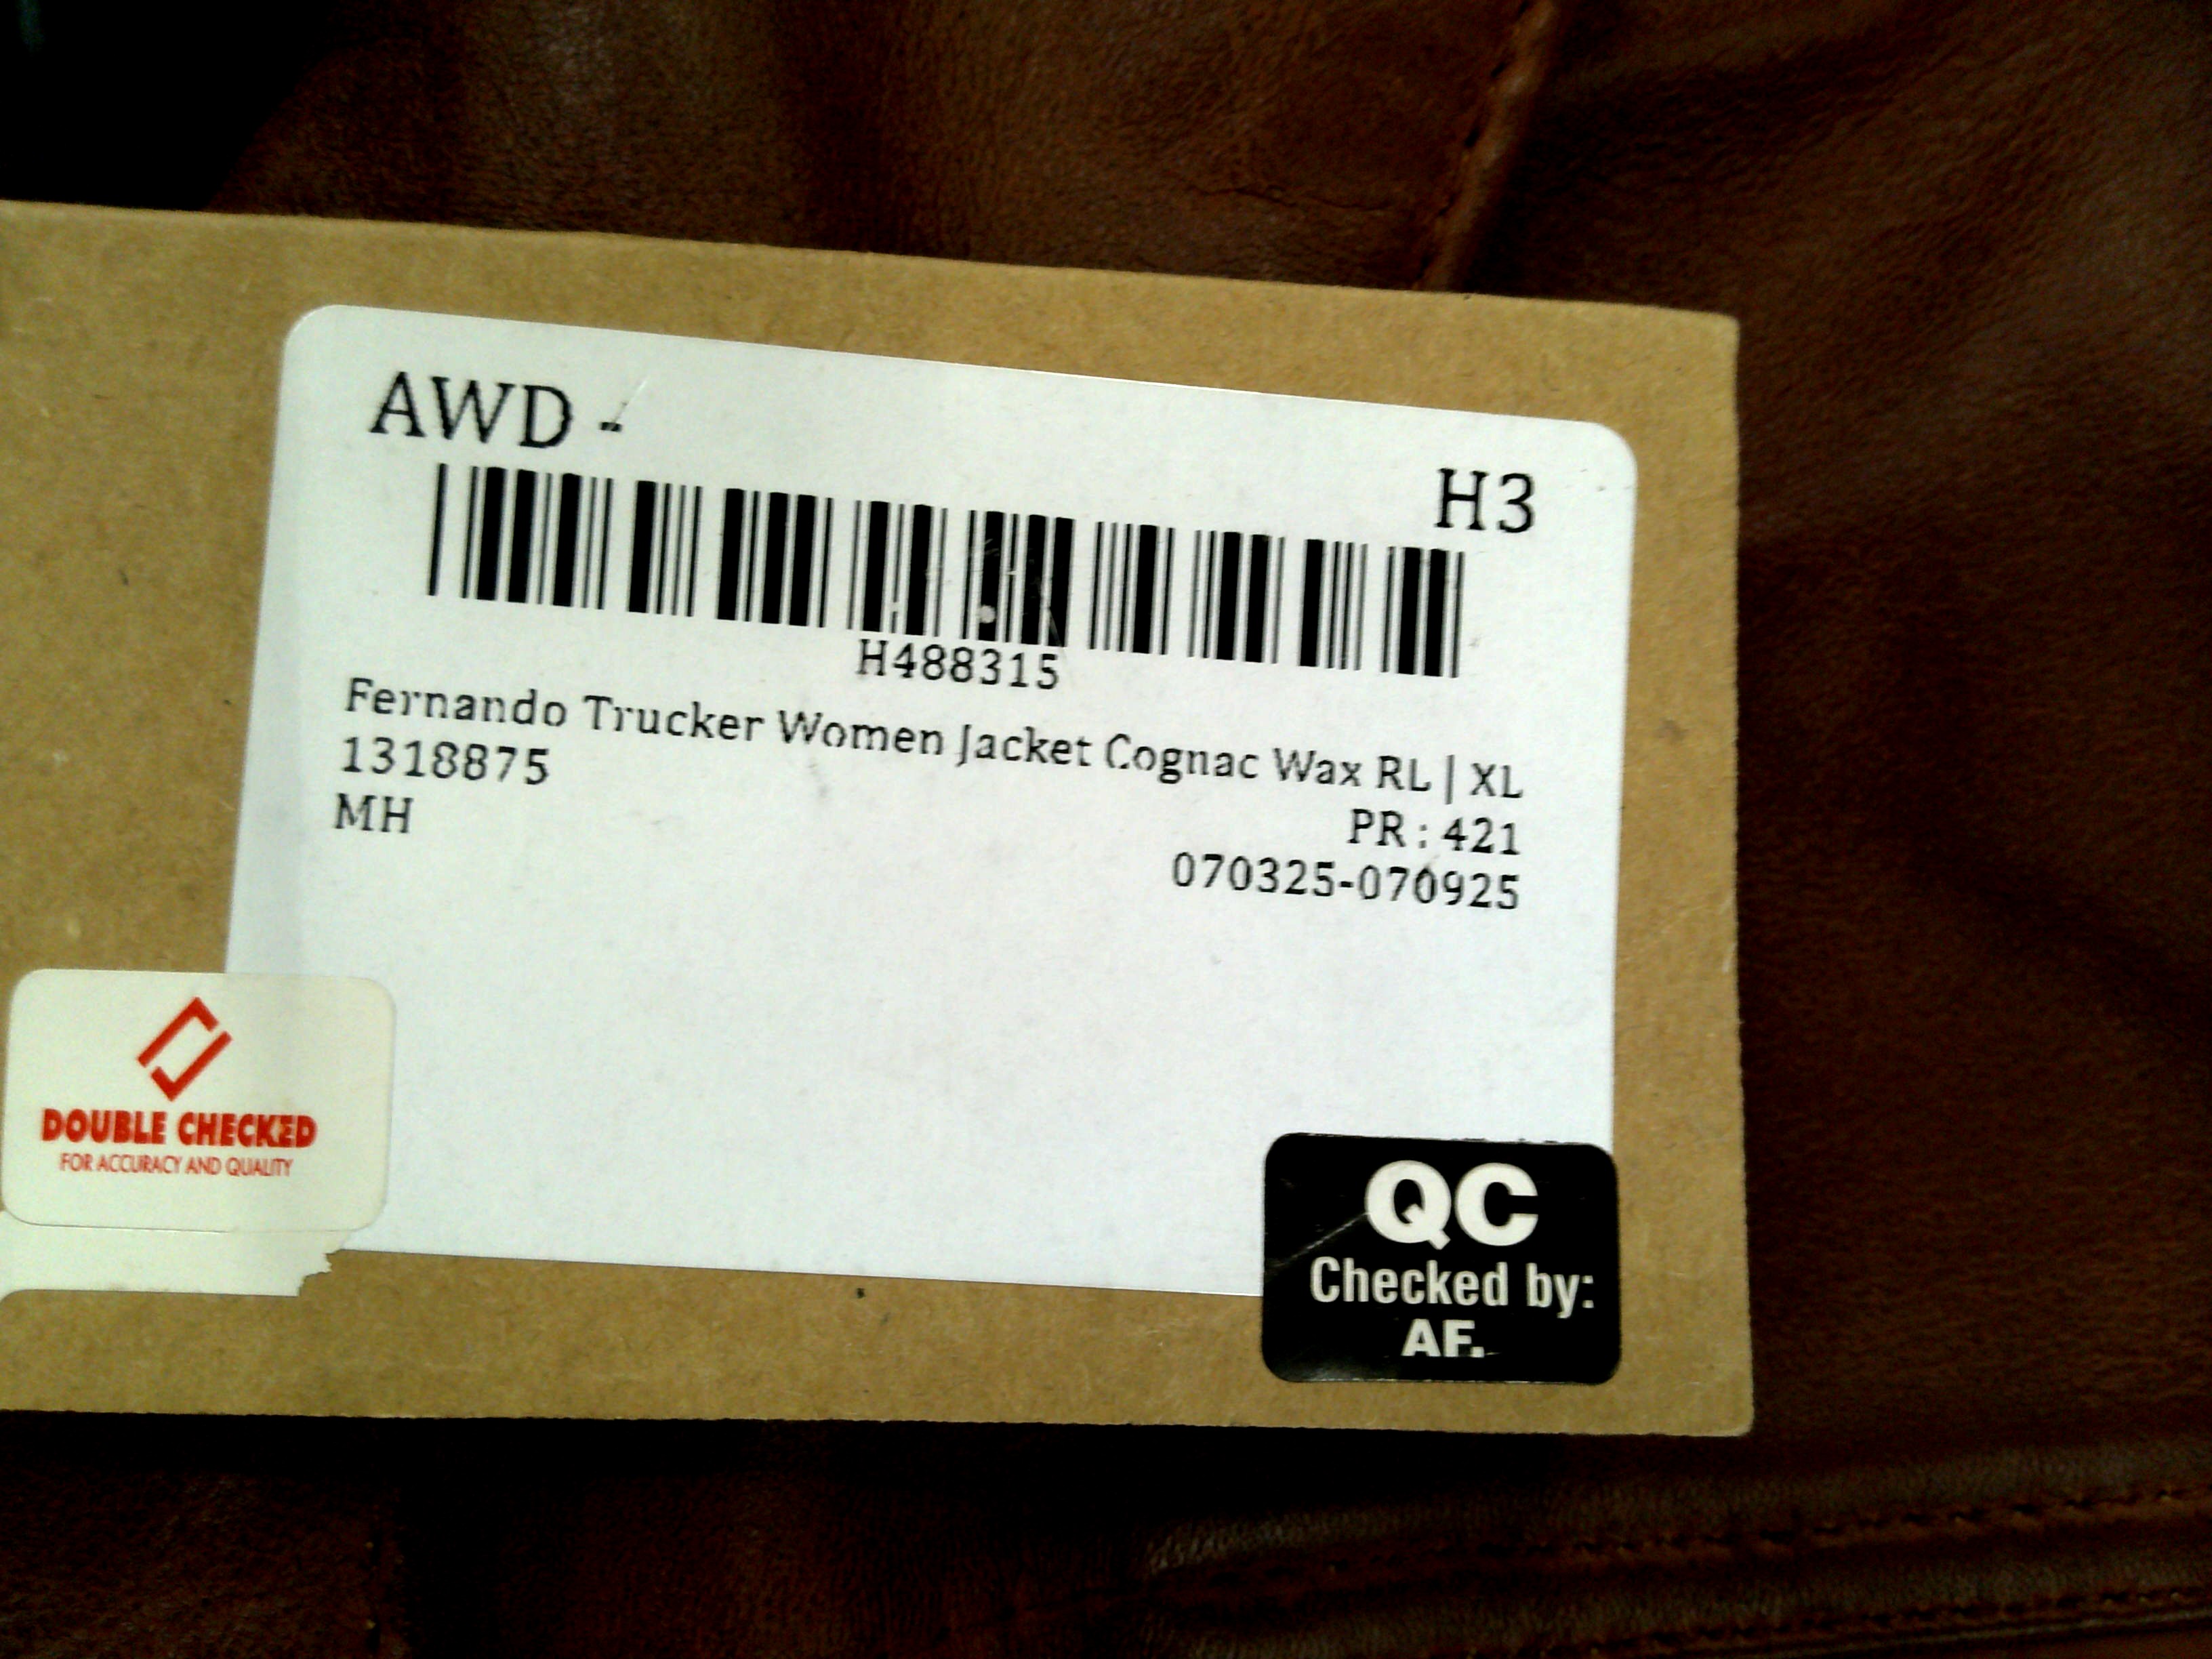 AWD -
H3
H488315
Fernando Trucker Women Jacket Cognac Wax RL | XL
1318875
PR : 421
MH
070325-070925
DOUBLE CHECKED
FOR ACCURACY AND QUALITY
QC
Checked by:
AF.